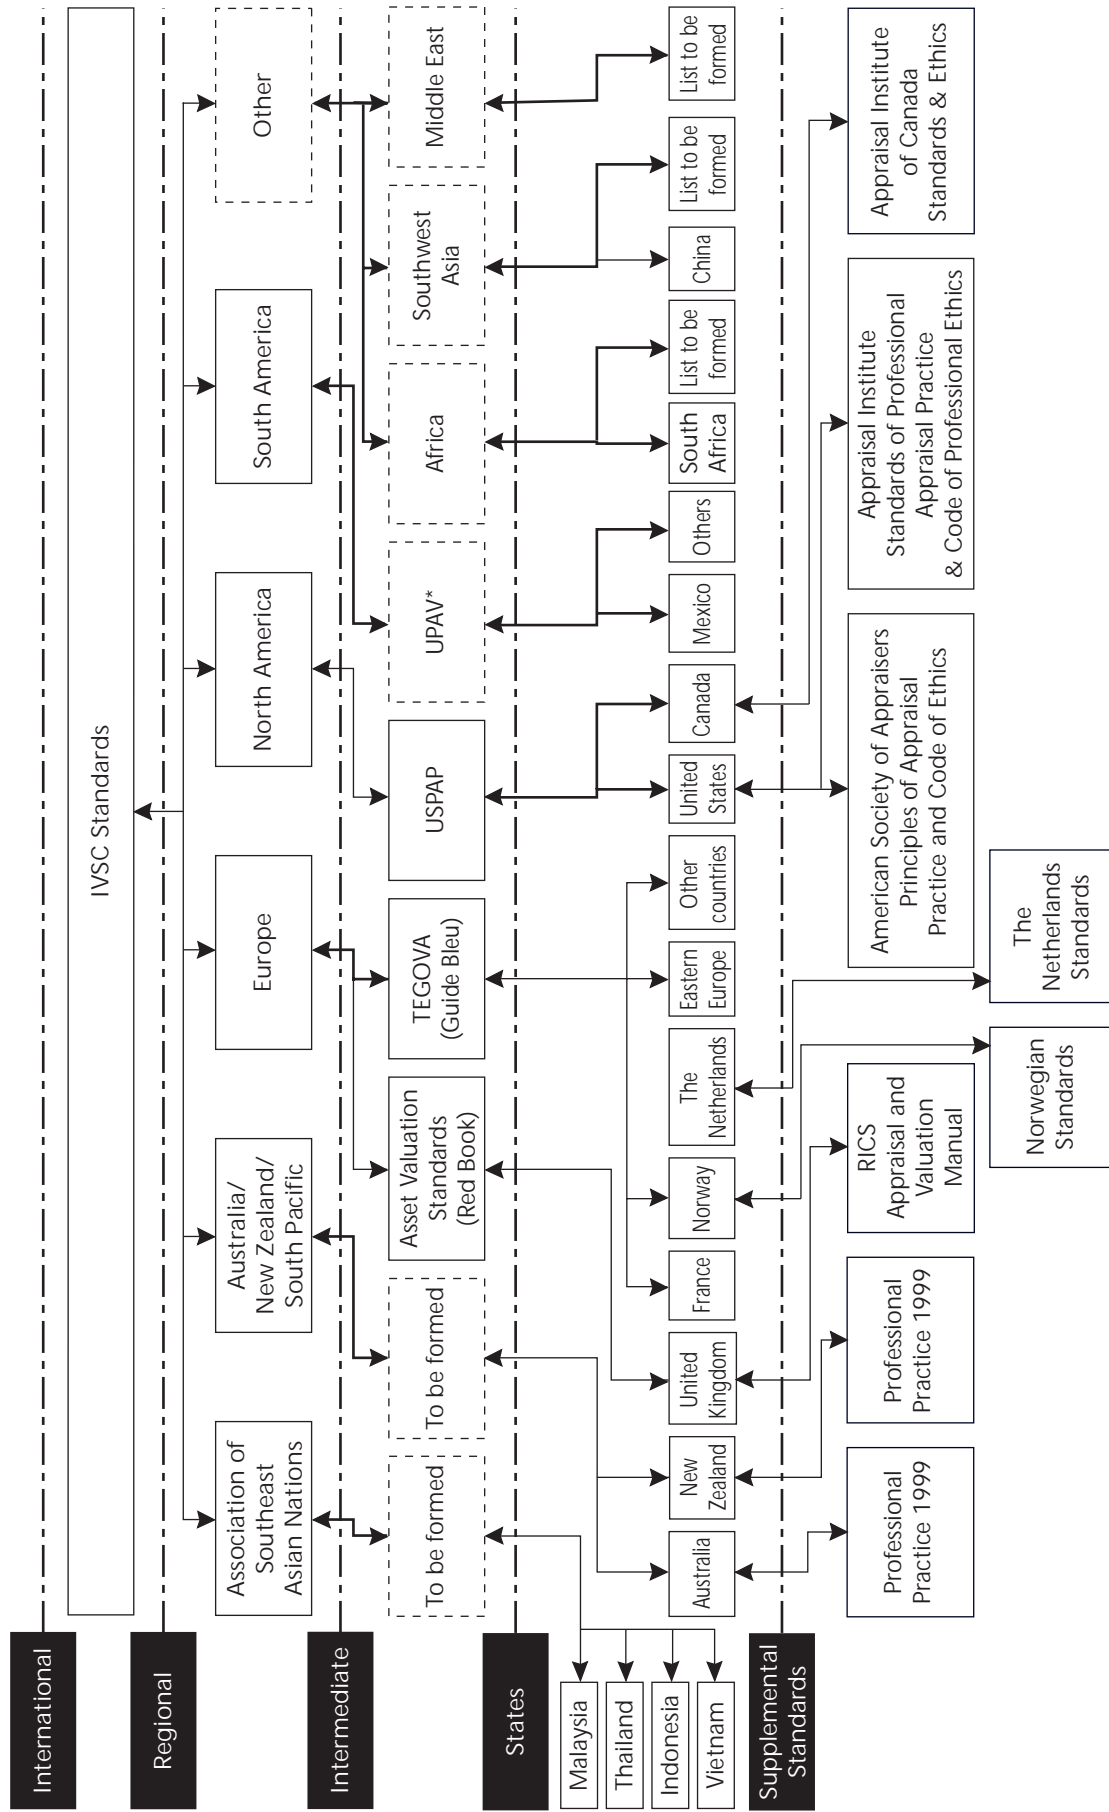 International
IVSC Standards
Regional
Association of
Southeast
Asian Nations
Australia/
New Zealand/
South Pacific
Europe
North America
South America
Other
Intermediate
To be formed
To be formed
Asset Valuation
Standards
(Red Book)
TEGOVA
(Guide Bleu)
USPAP
UPAV*
Africa
Southwest
Asia
Middle East
States
Malaysia
Thailand
Indonesia
Vietnam
Australia
New
Zealand
United
Kingdom
France
Norway
The
Netherlands
Eastern
Europe
Other
countries
United
States
Canada
Mexico
Others
South
Africa
List to be
formed
China
List to be
formed
List to be
formed
Supplemental
Standards
Professional
Practice 1999
Professional
Practice 1999
RICS
Appraisal and
Valuation
Manual
American Society of Appraisers
Principles of Appraisal
Practice and Code of Ethics
Appraisal Institute
Standards of Professional
Appraisal Practice
& Code of Professional Ethics
Appraisal Institute
of Canada
Standards & Ethics
Norwegian
Standards
The
Netherlands
Standards